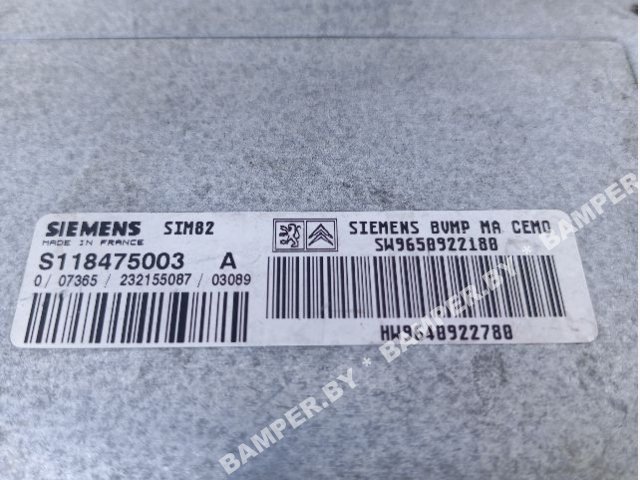 SIEMENS SIM82
MADE IN FRANCE
S118475003 A
0 / 07365 / 232155087 / 03089
SIEMENS BVMP MA CEMO
SW9650922180
HW9640922780
BAMPER.BY * BAMPER.BY * BAMPER